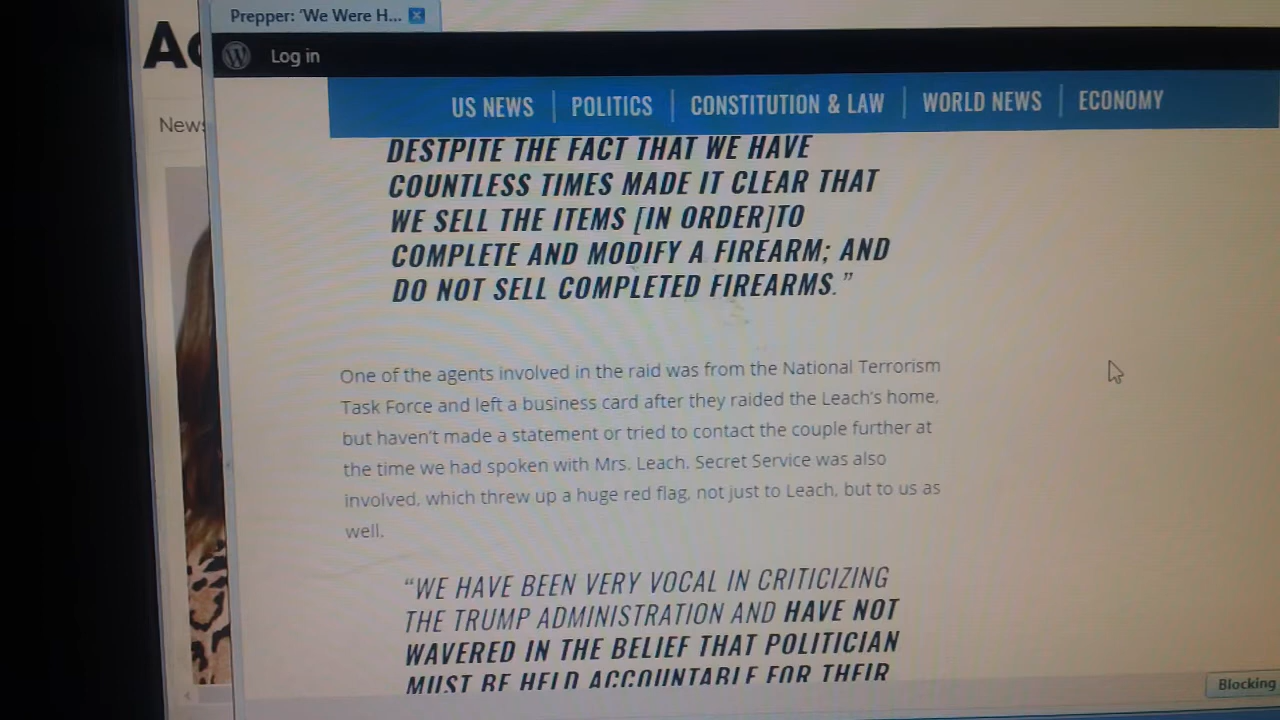 Prepper: 'We Were H...
Log in
News
US NEWS POLITICS CONSTITUTION & LAW WORLD NEWS ECONOMY
DESTPITE THE FACT THAT WE HAVE
COUNTLESS TIMES MADE IT CLEAR THAT
WE SELL THE ITEMS [IN ORDER]TO
COMPLETE AND MODIFY A FIREARM; AND
DO NOT SELL COMPLETED FIREARMS.”
One of the agents involved in the raid was from the National Terrorism
Task Force and left a business card after they raided the Leach's home,
but haven't made a statement or tried to contact the couple further at
the time we had spoken with Mrs. Leach. Secret Service was also
involved, which threw up a huge red flag, not just to Leach, but to us as
well.
“WE HAVE BEEN VERY VOCAL IN CRITICIZING
THE TRUMP ADMINISTRATION AND HAVE NOT
WAVERED IN THE BELIEF THAT POLITICIAN
MUST BE HELD ACCOUNTABLE FOR THEIR
Blocking